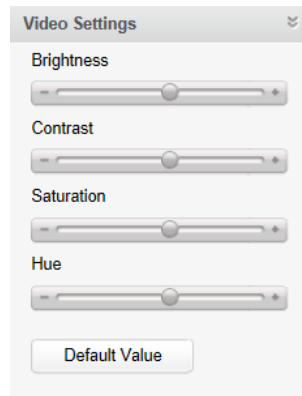 Video Settings
Brightness
Contrast
Saturation
Hue
Default Value